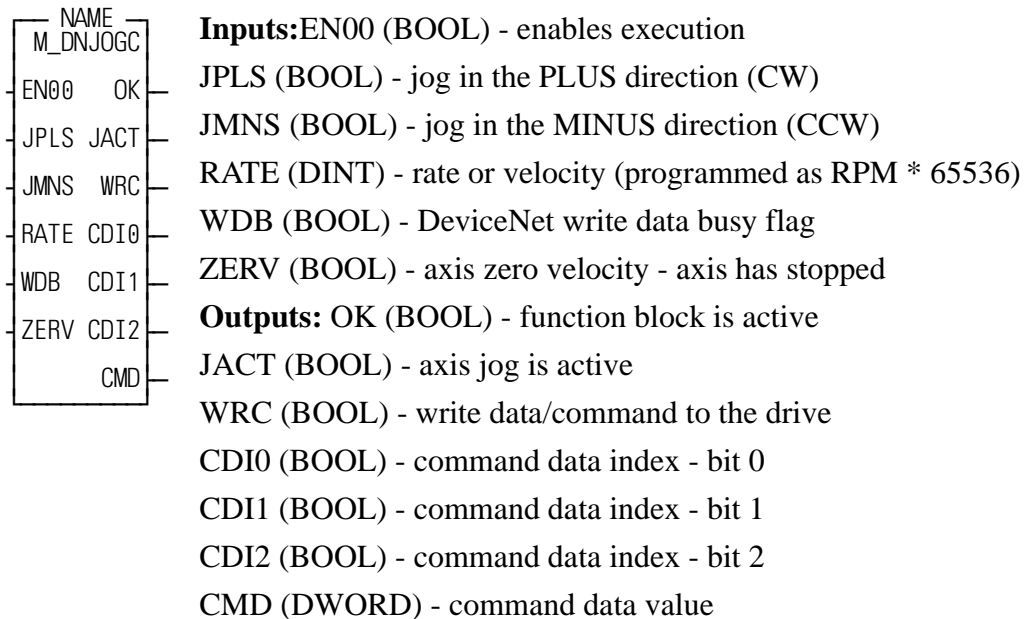 NAME
M_DNJOGC
EN00 OK
JPLS JACT
JMNS WRC
RATE CDI0
WDB CDI1
ZERV CDI2
CMD
Inputs:EN00 (BOOL) - enables execution
JPLS (BOOL) - jog in the PLUS direction (CW)
JMNS (BOOL) - jog in the MINUS direction (CCW)
RATE (DINT) - rate or velocity (programmed as RPM * 65536)
WDB (BOOL) - DeviceNet write data busy flag
ZERV (BOOL) - axis zero velocity - axis has stopped
Outputs: OK (BOOL) - function block is active
JACT (BOOL) - axis jog is active
WRC (BOOL) - write data/command to the drive
CDI0 (BOOL) - command data index - bit 0
CDI1 (BOOL) - command data index - bit 1
CDI2 (BOOL) - command data index - bit 2
CMD (DWORD) - command data value